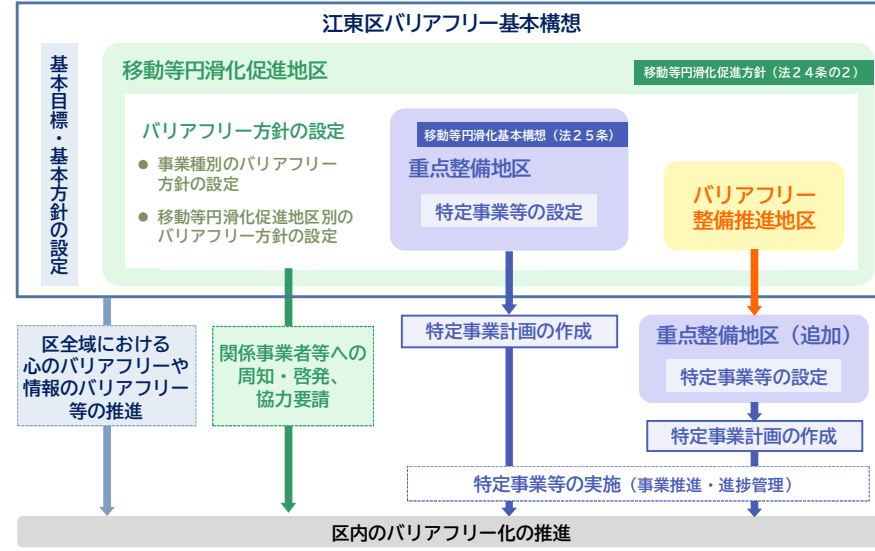 江東区バリアフリー基本構想
基本目標・基本方針の設定
移動等円滑化促進地区
移動等円滑化促進方針（法２４条の２）
バリアフリー方針の設定
● 事業種別のバリアフリー
方針の設定
● 移動等円滑化促進地区別の
バリアフリー方針の設定
移動等円滑化基本構想（法２５条）
重点整備地区
特定事業等の設定
バリアフリー
整備推進地区
区全域における
心のバリアフリーや
情報のバリアフリー
等の推進
関係事業者等への
周知・啓発、
協力要請
特定事業計画の作成
重点整備地区（追加）
特定事業等の設定
特定事業計画の作成
特定事業等の実施（事業推進・進捗管理）
区内のバリアフリー化の推進